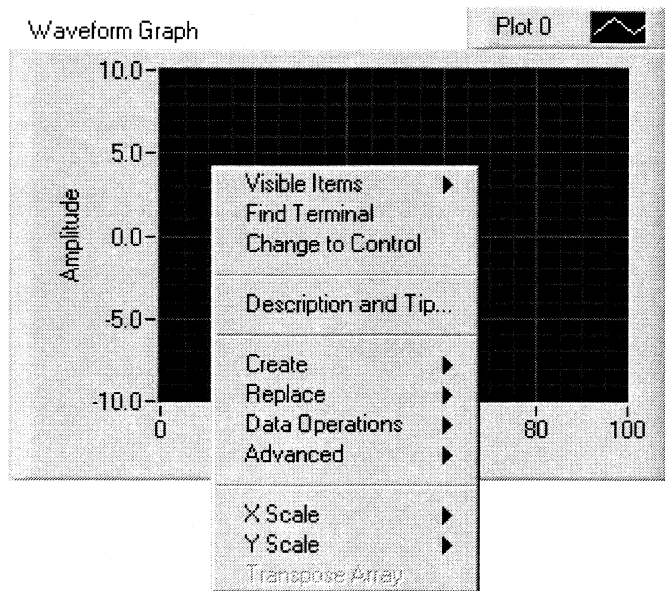 Waveform Graph
Plot 0
10.0
5.0
0.0
-5.0
-10.0
Amplitude
0
80
100
Visible Items
Find Terminal
Change to Control
Description and Tip...
Create
Replace
Data Operations
Advanced
X Scale
Y Scale
Transpose Array